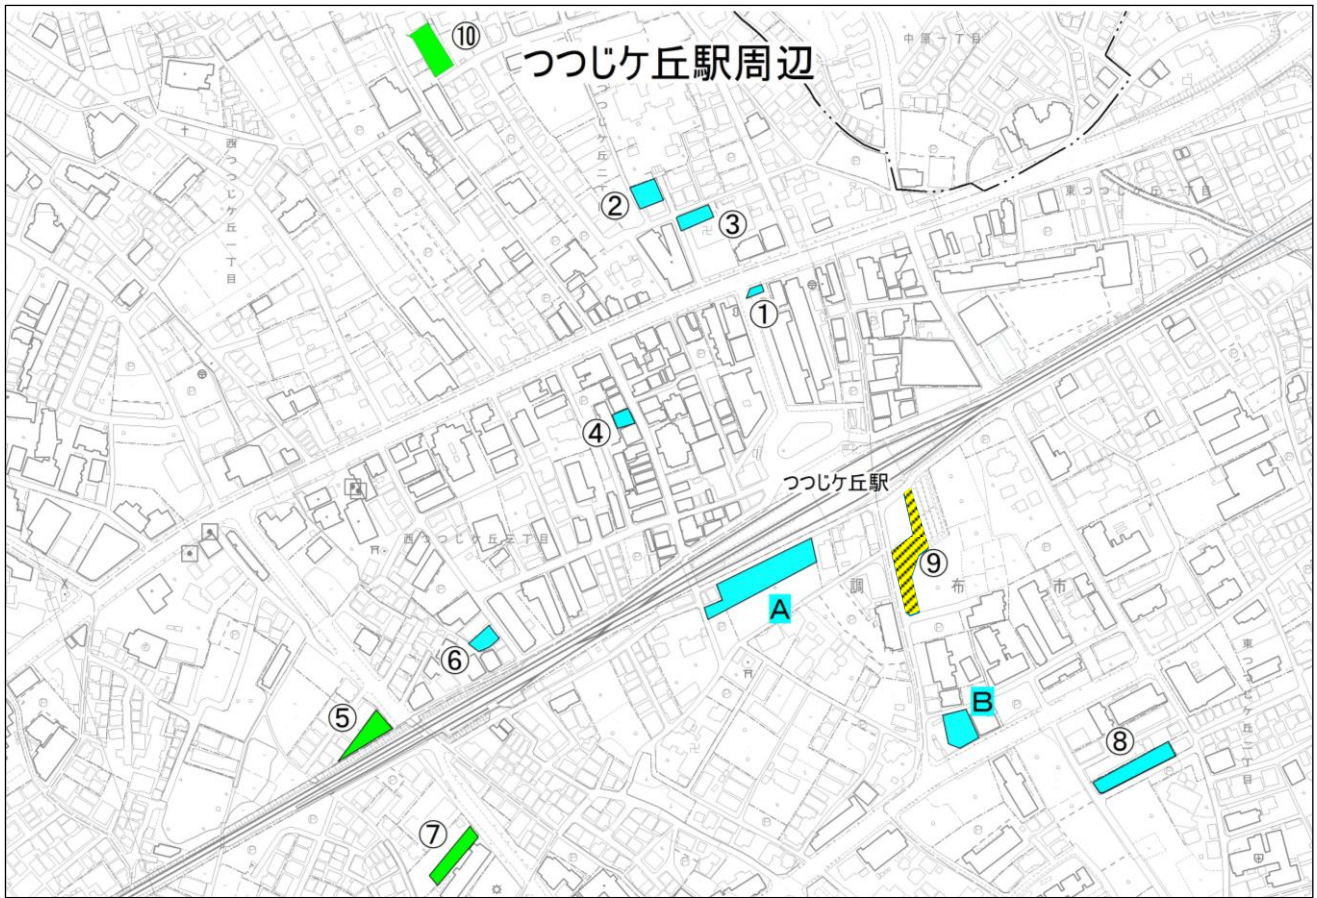 ⑩
つつじケ丘駅周辺
中原一丁目
西つつじケ丘一丁目
つつじケ丘二
東つつじケ丘一丁目
②
③
①
④
つつじケ丘駅
西つつじケ丘三丁目
⑨
調布市
A
⑥
⑤
B
⑧
東つつじケ丘二丁目
⑦